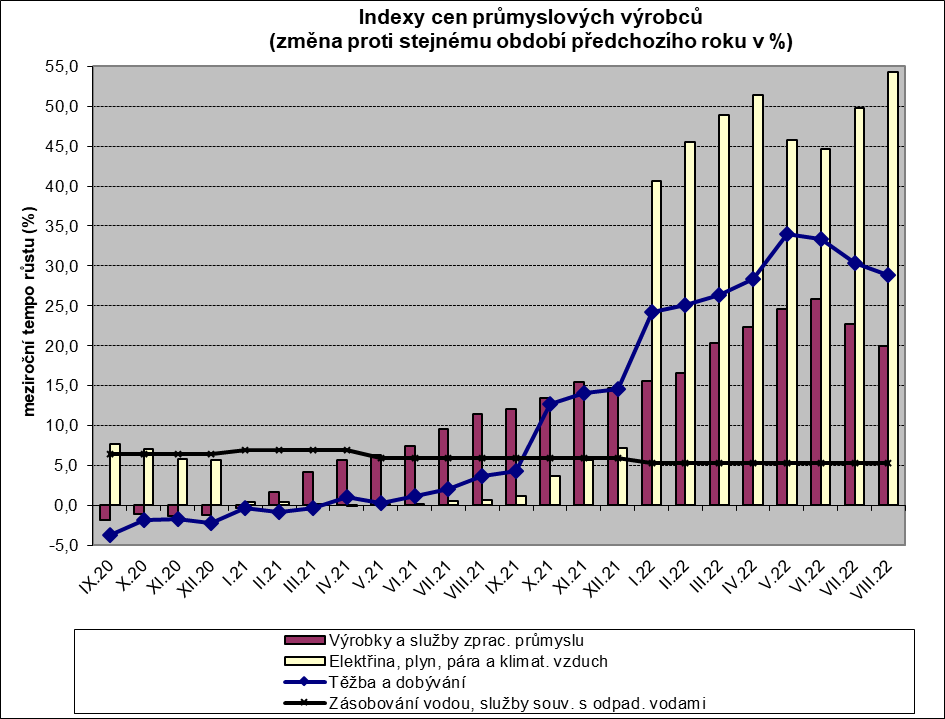 Indexy cen průmyslových výrobců
(změna proti stejnému období předchozího roku v %)
meziroční tempo růstu (%)
55,0
50,0
45,0
40,0
35,0
30,0
25,0
20,0
15,0
10,0
5,0
0,0
-5,0
IX.20
X.20
XI.20
XII.20
I.21
II.21
III.21
IV.21
V.21
VI.21
VII.21
VIII.21
IX.21
X.21
XI.21
XII.21
I.22
II.22
III.22
IV.22
V.22
VI.22
VII.22
VIII.22
Výrobky a služby zprac. průmyslu
Elektřina, plyn, pára a klimat. vzduch
Těžba a dobývání
Zásobování vodou, služby souv. s odpad. vodami